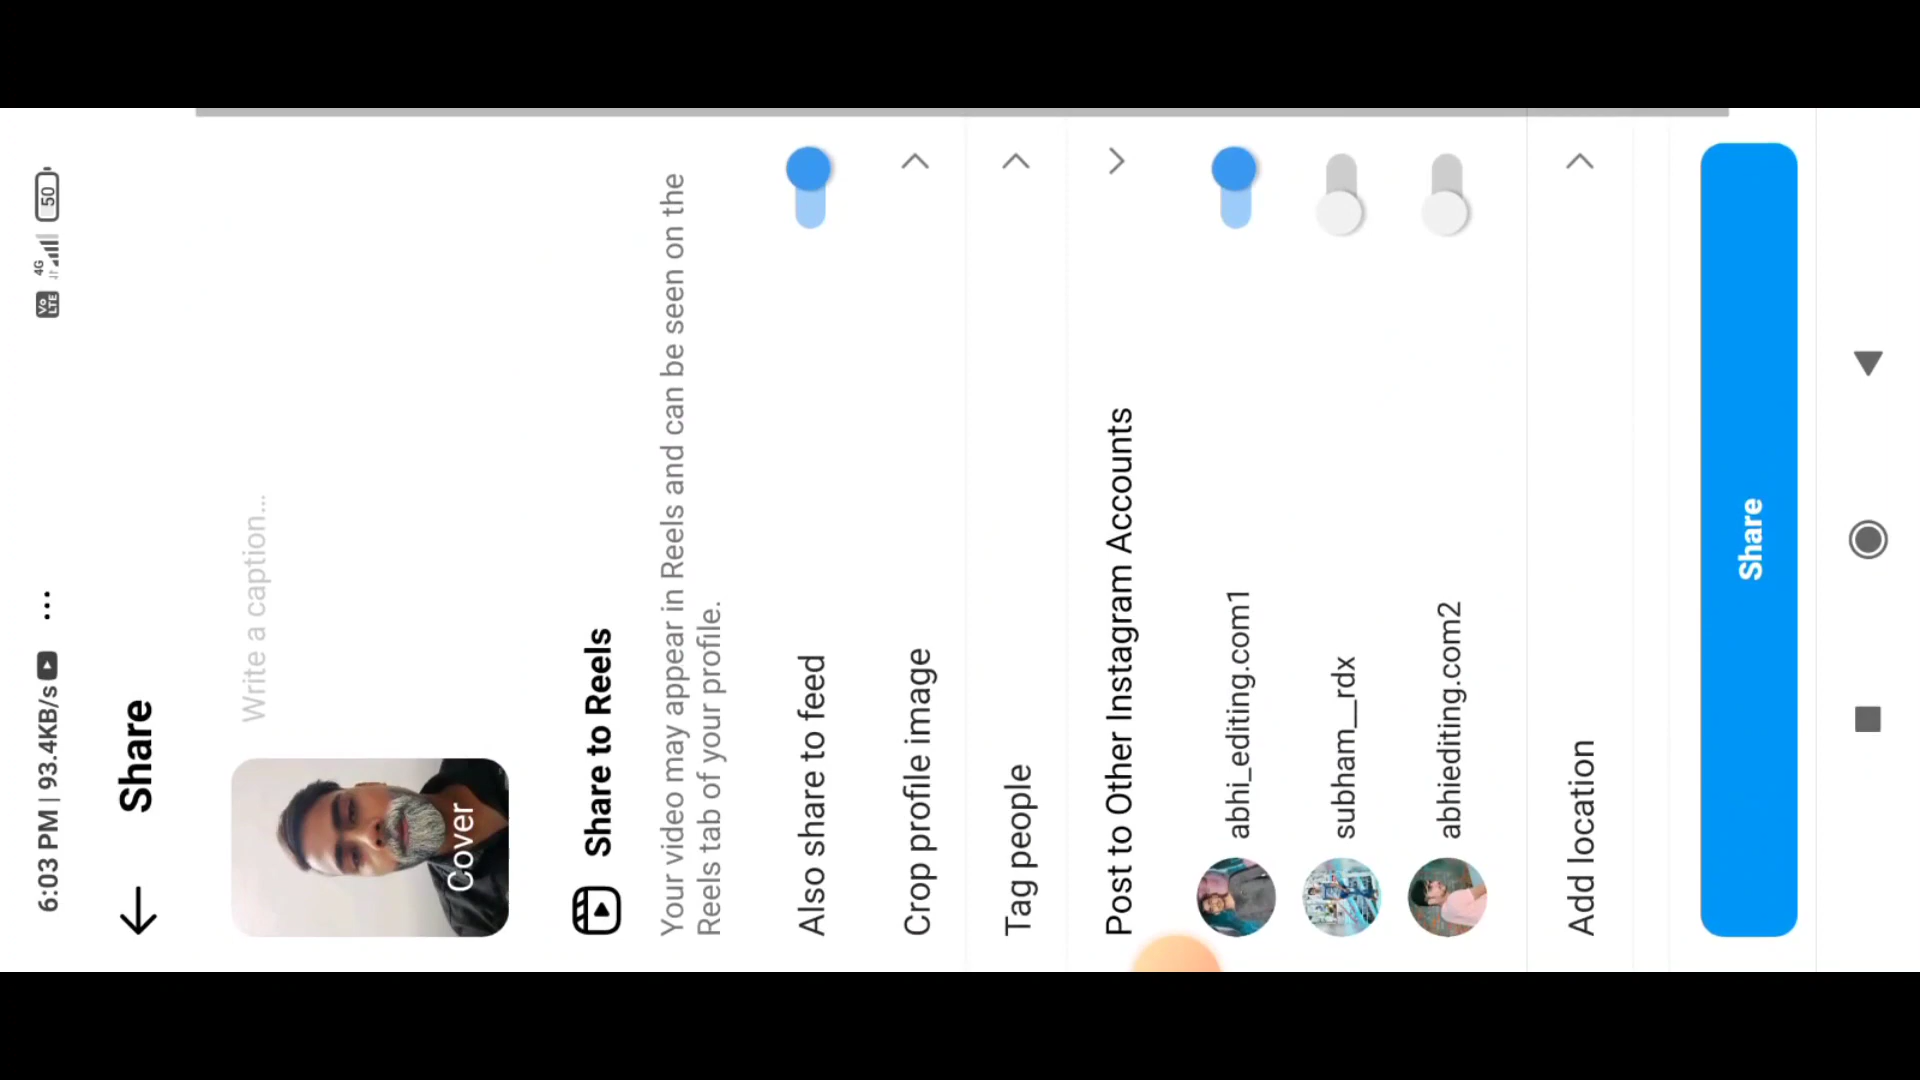 6:03 PM | 93.4KB/s ... Vo LTE 4G 50
Share
Write a caption...
Cover
Share to Reels
Your video may appear in Reels and can be seen on the
Reels tab of your profile.
Also share to feed
Crop profile image
Tag people
Post to Other Instagram Accounts
abhi_editing.com1
subham__rdx
abhiediting.com2
Add location
Share